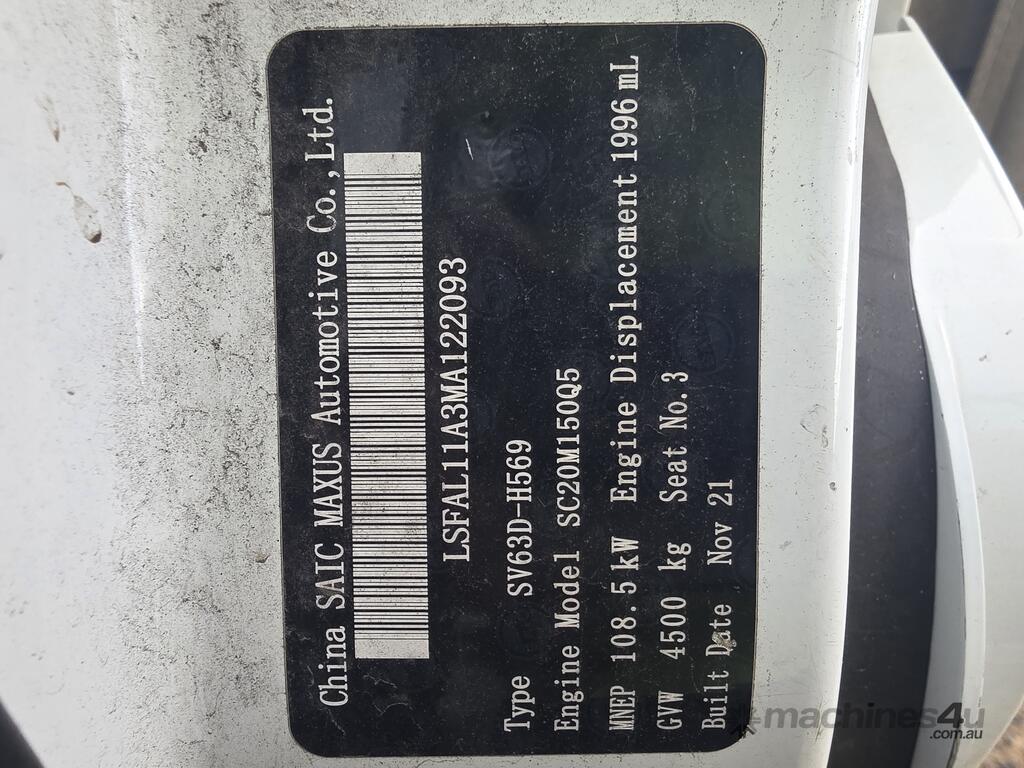 China SAIC MAXUS Automotive Co.,Ltd.
LSFAL11A3MA122093
Type SV63D-H569
Engine Model SC20M150Q5
MNEP 108.5 kW Engine Displacement 1996 mL
GVW 4500 kg Seat No. 3
Built Date Nov 21
machines4u
.com.au